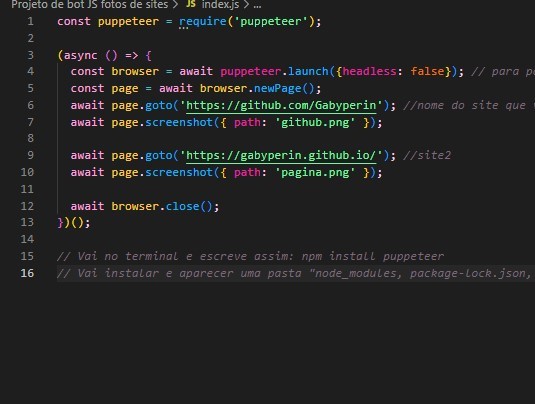 Projeto de bot JS fotos de sites > JS index.js > ...
1 const puppeteer = require('puppeteer');
2
3 (async () => {
4 const browser = await puppeteer.launch({headless: false}); // para
5 const page = await browser.newPage();
6 await page.goto('https://github.com/Gabyperin'); //nome do site que
7 await page.screenshot({ path: 'github.png' });
8
9 await page.goto('https://gabyperin.github.io/'); //site2
10 await page.screenshot({ path: 'pagina.png' });
11
12 await browser.close();
13 })();
14
15 // Vai no terminal e escreve assim: npm install puppeteer
16 // Vai instalar e aparecer uma pasta "node_modules, package-lock.json,